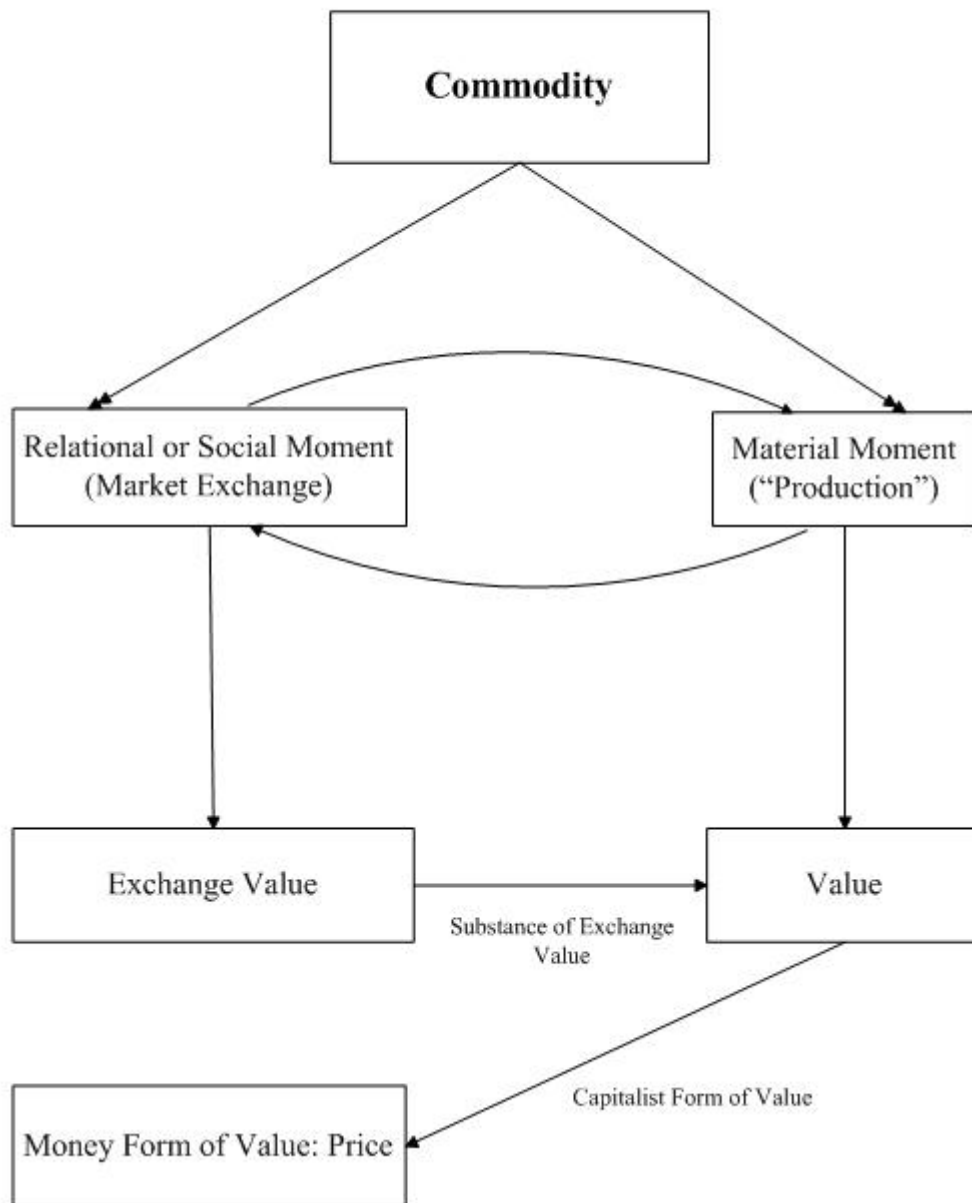 Commodity
Relational or Social Moment
(Market Exchange)
Material Moment
(“Production”)
Exchange Value
Value
Substance of Exchange
Value
Capitalist Form of Value
Money Form of Value: Price